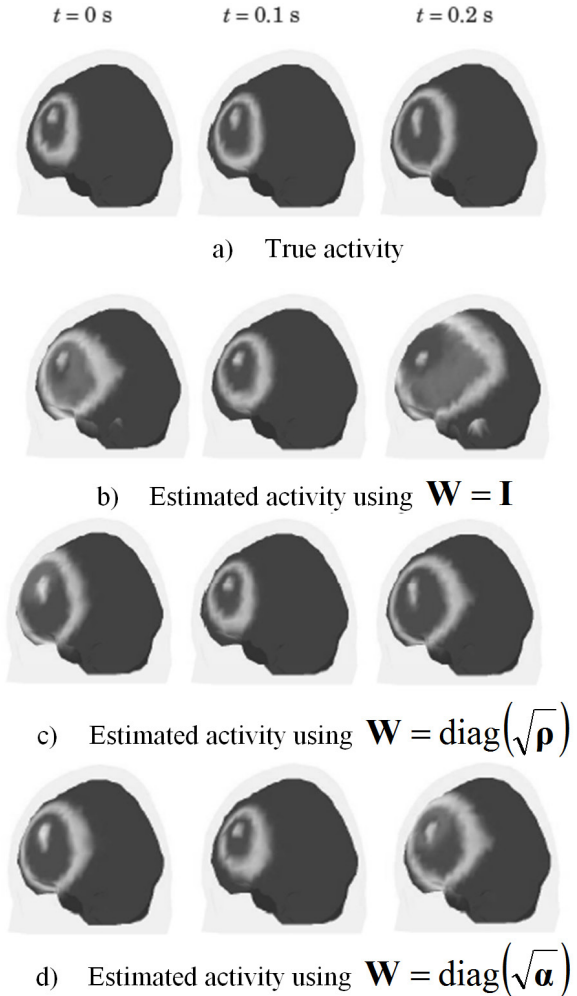 t = 0 s t = 0.1 s t = 0.2 s
a) True activity
b) Estimated activity using W = I
c) Estimated activity using W = diag(√ρ)
d) Estimated activity using W = diag(√α)